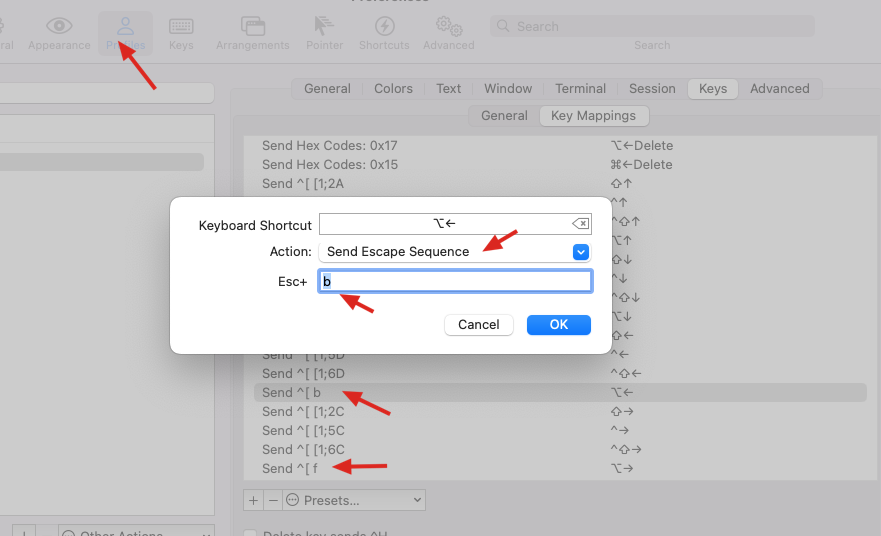 Preferences
ral Appearance Profiles Keys Arrangements Pointer Shortcuts Advanced
Search
Search
General Colors Text Window Terminal Session Keys Advanced
General Key Mappings
Send Hex Codes: 0x17 ⌥←Delete
Send Hex Codes: 0x15 ⌘←Delete
Send ^[ [1;2A ⇧↑
^↑
^⇧↑
⌥↑
⇧↓
^↓
^⇧↓
⌥↓
⇧←
Keyboard Shortcut ⌥←
Action: Send Escape Sequence
Esc+ b
Cancel OK
Send ^[ [1;5D ^←
Send ^[ [1;6D ^⇧←
Send ^[ b ⌥←
Send ^[ [1;2C ⇧→
Send ^[ [1;5C ^→
Send ^[ [1;6C ^⇧→
Send ^[ f ⌥→
+ − Presets...
+ Other Actions
Delete key sends ^H